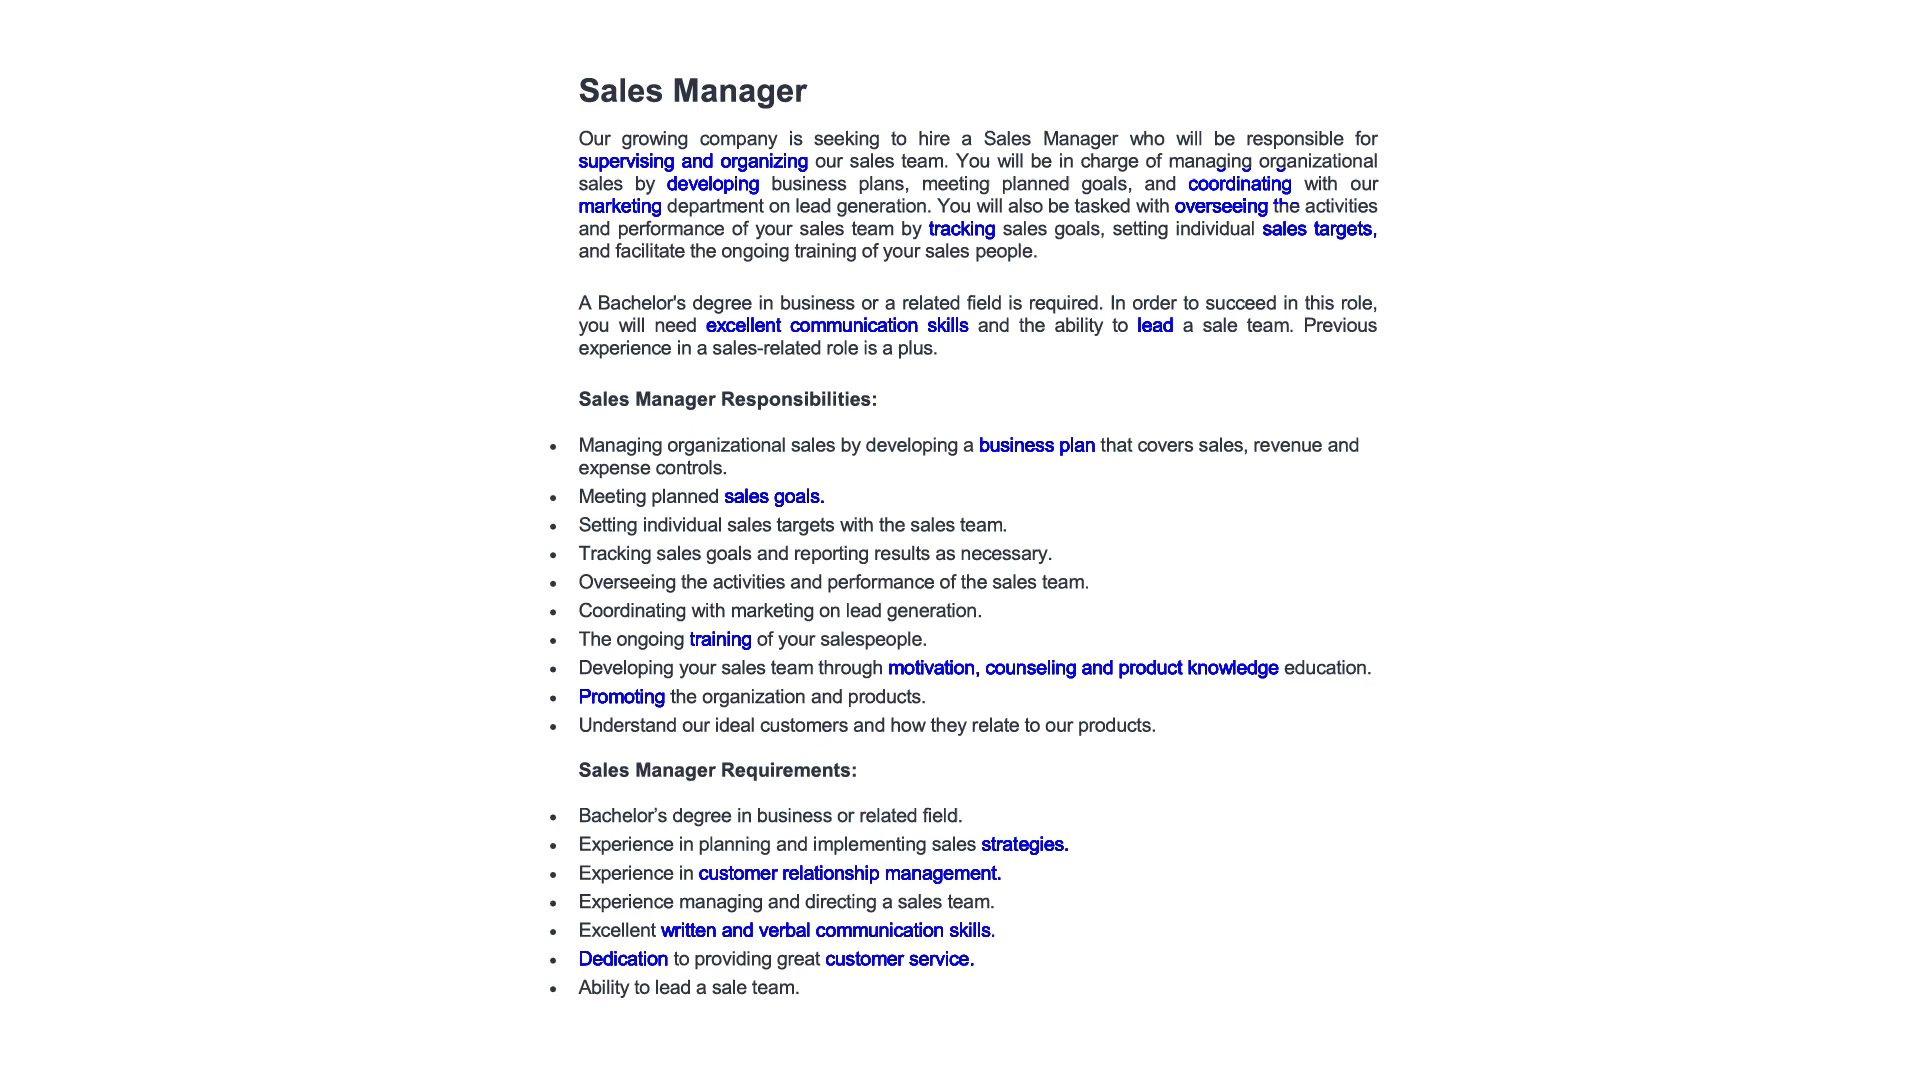 Sales Manager
Our growing company is seeking to hire a Sales Manager who will be responsible for
supervising and organizing our sales team. You will be in charge of managing organizational
sales by developing business plans, meeting planned goals, and coordinating with our
marketing department on lead generation. You will also be tasked with overseeing the activities
and performance of your sales team by tracking sales goals, setting individual sales targets,
and facilitate the ongoing training of your sales people.
A Bachelor's degree in business or a related field is required. In order to succeed in this role,
you will need excellent communication skills and the ability to lead a sale team. Previous
experience in a sales-related role is a plus.
Sales Manager Responsibilities:
• Managing organizational sales by developing a business plan that covers sales, revenue and
expense controls.
• Meeting planned sales goals.
• Setting individual sales targets with the sales team.
• Tracking sales goals and reporting results as necessary.
• Overseeing the activities and performance of the sales team.
• Coordinating with marketing on lead generation.
• The ongoing training of your salespeople.
• Developing your sales team through motivation, counseling and product knowledge education.
• Promoting the organization and products.
• Understand our ideal customers and how they relate to our products.
Sales Manager Requirements:
• Bachelor’s degree in business or related field.
• Experience in planning and implementing sales strategies.
• Experience in customer relationship management.
• Experience managing and directing a sales team.
• Excellent written and verbal communication skills.
• Dedication to providing great customer service.
• Ability to lead a sale team.